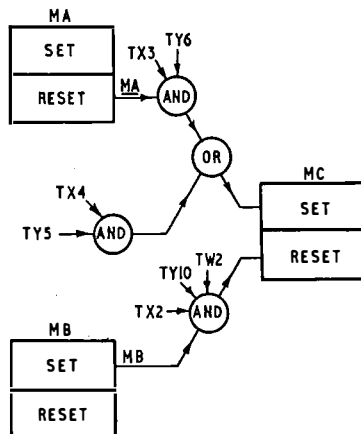 MA
SET
RESET
MA
TX3
TY6
AND
OR
TX4
TY5
AND
MC
SET
RESET
TY10
TW2
TX2
AND
MB
SET
MB
RESET